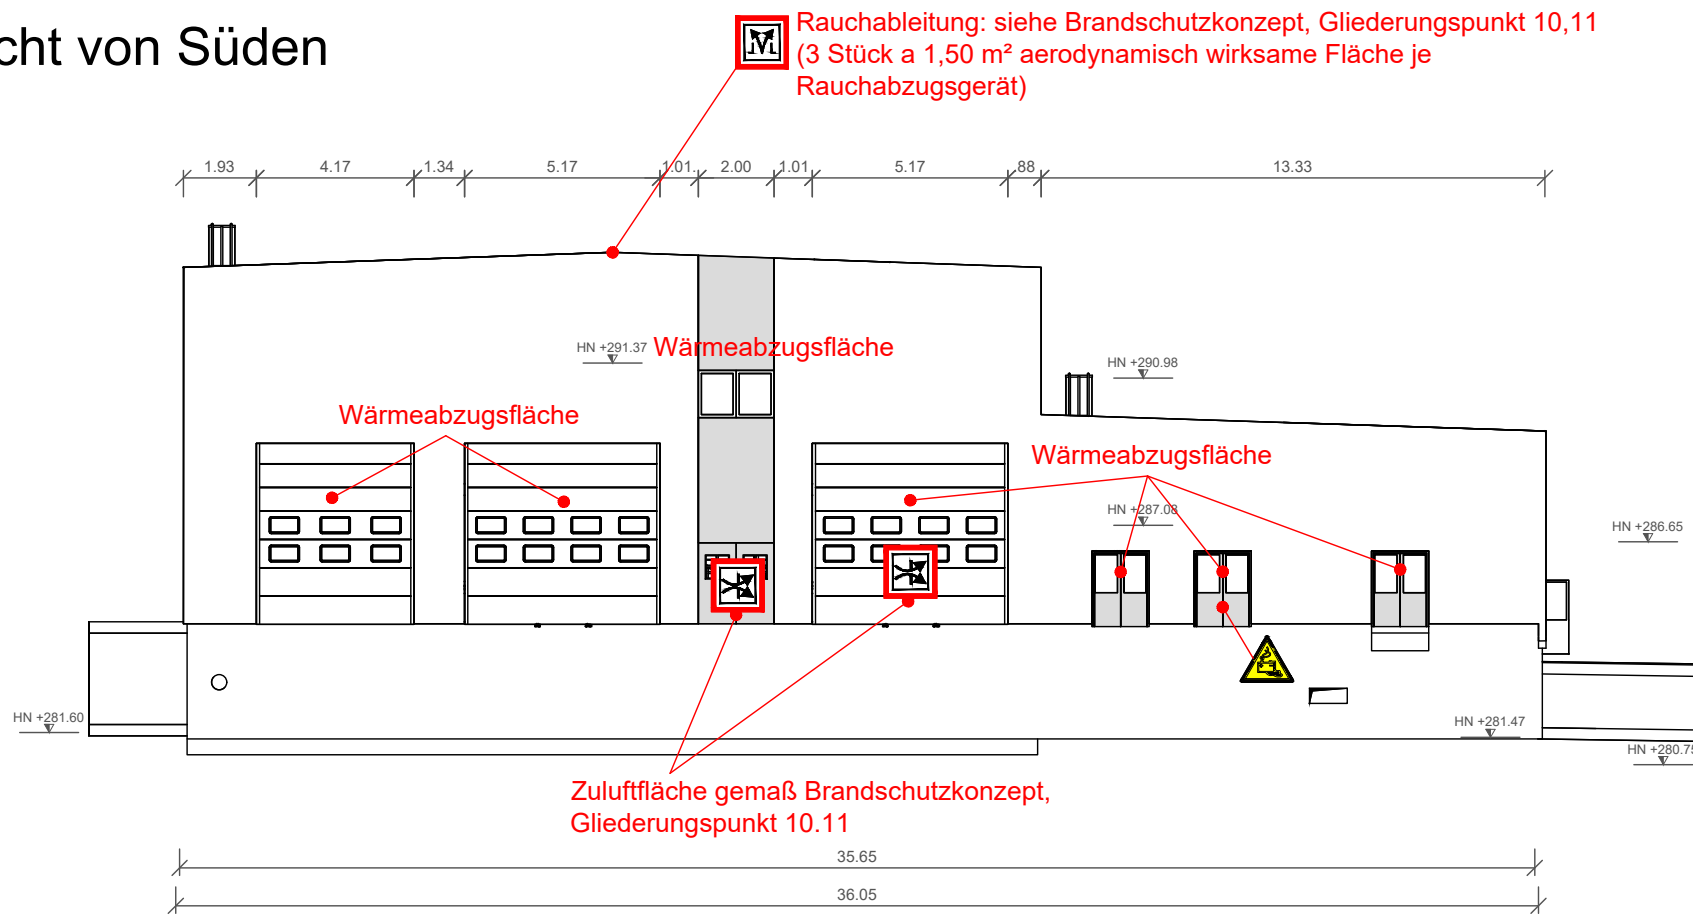 cht von Süden
Rauchableitung: siehe Brandschutzkonzept, Gliederungspunkt 10,11
(3 Stück a 1,50 m² aerodynamisch wirksame Fläche je
Rauchabzugsgerät)
1.93 4.17 1.34 5.17 1.01 2.00 1.01 5.17 88 13.33
HN +291.37
Wärmeabzugsfläche
HN +290.98
Wärmeabzugsfläche
Wärmeabzugsfläche
HN +287.08
HN +286.65
HN +281.60
HN +281.47
HN +280.75
Zuluftfläche gemaß Brandschutzkonzept,
Gliederungspunkt 10.11
35.65
36.05